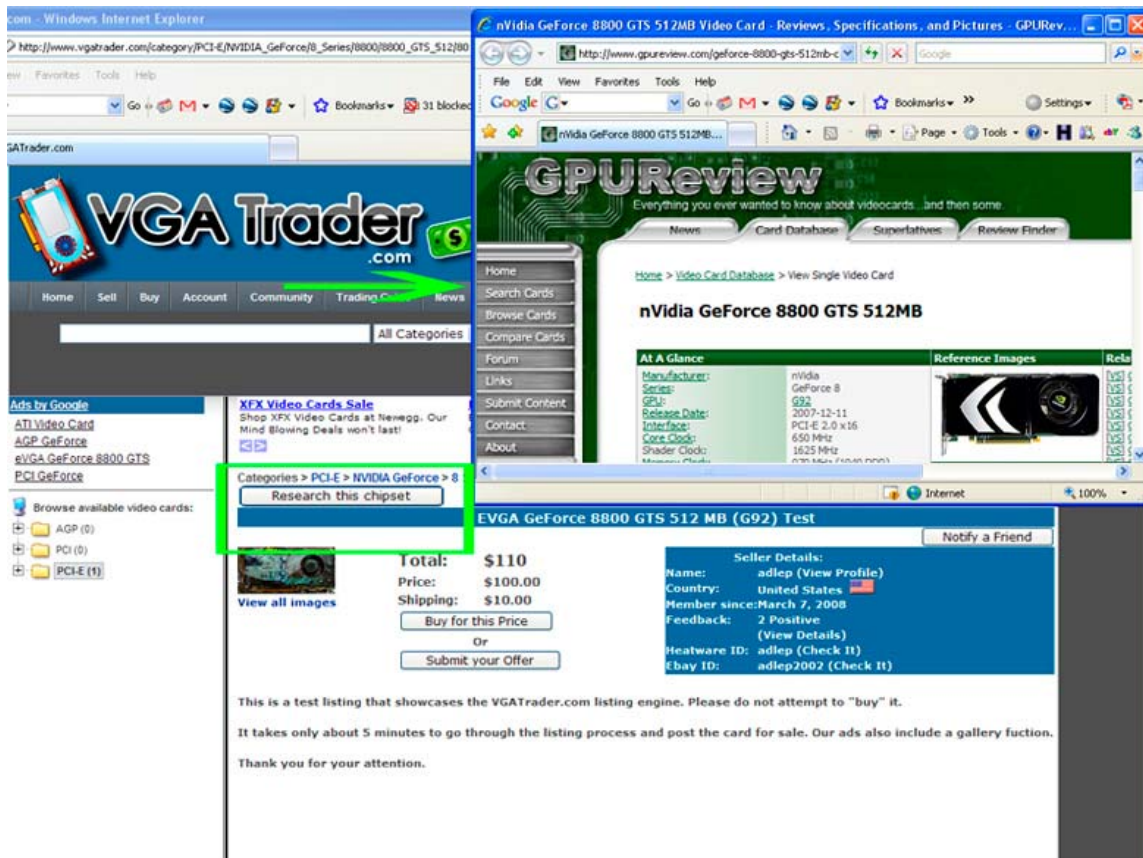 com - Windows Internet Explorer
http://www.vgatrader.com/category/PCI-E/NVIDIA_GeForce/8_Series/8800/8800_GTS_512/80
Favorites Tools Help
Go Bookmarks 31 blocked
GATrader.com
VGA Trader
.com
Home Sell Buy Account Community Trading News
All Categories
Ads by Google
ATI Video Card
AGP GeForce
eVGA GeForce 8800 GTS
PCI GeForce
Browse available video cards:
AGP (0)
PCI (0)
PCI-E (1)
XFX Video Cards Sale
Shop XFX Video Cards at Newegg. Our
Mind Blowing Deals won't last!
Categories > PCI-E > NVIDIA GeForce > 8
Research this chipset
nVidia GeForce 8800 GTS 512MB Video Card - Reviews, Specifications, and Pictures - GPURev...
http://www.gpureview.com/geforce-8800-gts-512mb-c
Google
File Edit View Favorites Tools Help
Google Go Bookmarks Settings
nVidia GeForce 8800 GTS 512MB... Page Tools
GPUReview
Everything you ever wanted to know about videocards...and then some.
News Card Database Superlatives Review Finder
Home
Search Cards
Browse Cards
Compare Cards
Forum
Links
Submit Content
Contact
About
Home > Video Card Database > View Single Video Card
nVidia GeForce 8800 GTS 512MB
At A Glance
Manufacturer: nVidia
Series: GeForce 8
GPU: G92
Release Date: 2007-12-11
Interface: PCI-E 2.0 x16
Core Clock: 650 MHz
Shader Clock: 1625 MHz
Reference Images
Rela
[VS]
[VS]
[VS]
[VS]
[VS]
[VS]
Internet 100%
EVGA GeForce 8800 GTS 512 MB (G92) Test
Notify a Friend
View all images
Total: $110
Price: $100.00
Shipping: $10.00
Buy for this Price
Or
Submit your Offer
Seller Details:
Name: adlep (View Profile)
Country: United States
Member since:March 7, 2008
Feedback: 2 Positive
(View Details)
Heatware ID: adlep (Check It)
Ebay ID: adlep2002 (Check It)
This is a test listing that showcases the VGATrader.com listing engine. Please do not attempt to "buy" it.
It takes only about 5 minutes to go through the listing process and post the card for sale. Our ads also include a gallery fuction.
Thank you for your attention.